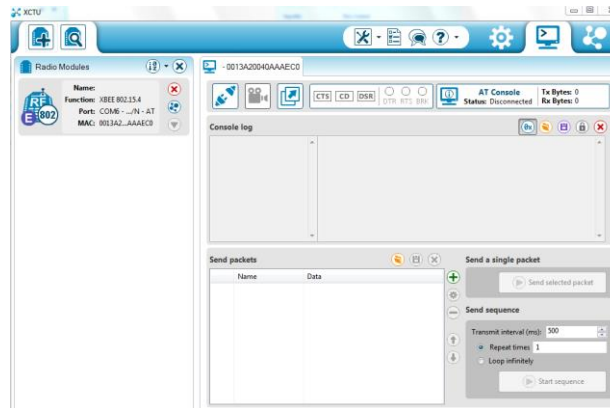 XCTU
Radio Modules
- 0013A20040AAAEC0
Name:
Function: XBEE 802.15.4
Port: COM6 - .../N - AT
MAC: 0013A2...AAAEC0
802
E
CTS CD DSR
DTR RTS BRK
AT Console
Status: Disconnected
Tx Bytes: 0
Rx Bytes: 0
Console log
Send packets
Name Data
Send a single packet
Send selected packet
Send sequence
Transmit interval (ms): 500
Repeat times 1
Loop infinitely
Start sequence